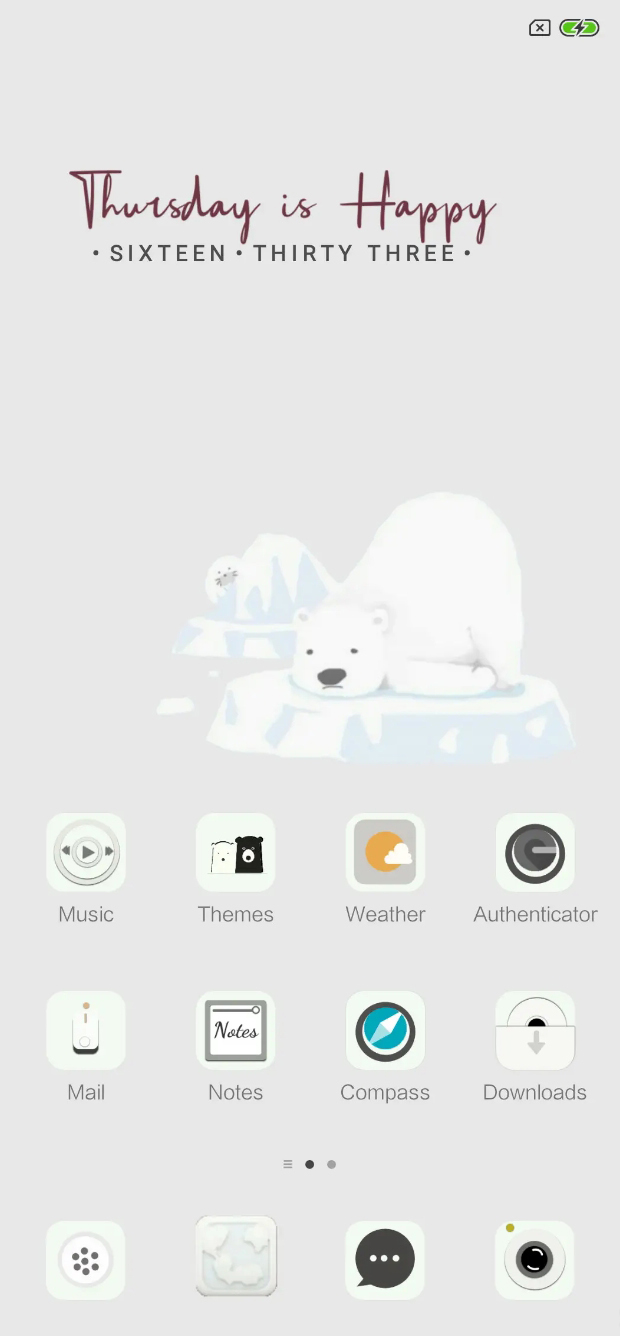 Thursday is Happy
• SIXTEEN • THIRTY THREE •
Music Themes Weather Authenticator
Notes
Mail Notes Compass Downloads